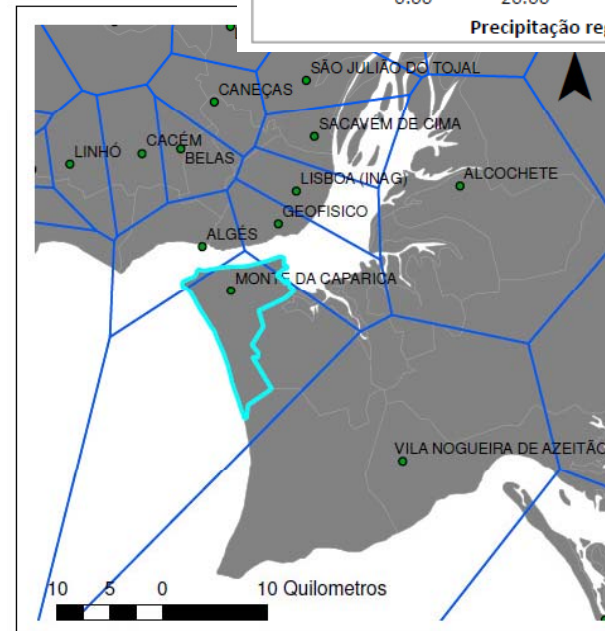 Precipitação reg
SÃO JULIÃO DO TOJAL
CANEÇAS
SACAVÉM DE CIMA
CACÉM
BELAS
LINHÓ
LISBOA (INAG)
ALCOCHETE
GEOFISICO
ALGÉS
MONTE DA CAPARICA
VILA NOGUEIRA DE AZEITÃO
10 5 0 10 Quilometros